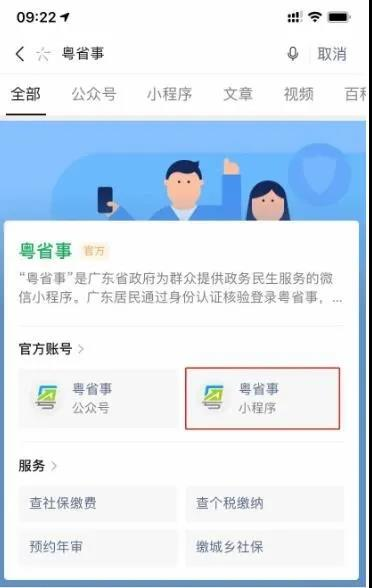 09:22
粤省事
取消
全部 公众号 小程序 文章 视频 百科
粤省事 官方
“粤省事”是广东省政府为群众提供政务民生服务的微
信小程序。广东居民通过身份认证核验登录粤省事，...
官方账号
粤省事
公众号
粤省事
小程序
服务
查社保缴费
查个税缴纳
预约年审
缴城乡社保